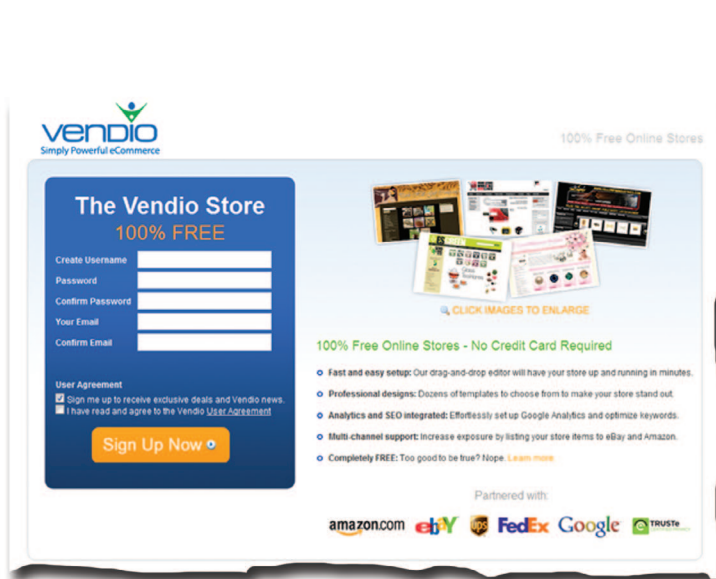 VENDIO
Simply Powerful eCommerce
100% Free Online Stores
The Vendio Store
100% FREE
Create Username
Password
Confirm Password
Your Email
Confirm Email
User Agreement
Sign me up to receive exclusive deals and Vendio news.
I have read and agree to the Vendio User Agreement
Sign Up Now
CLICK IMAGES TO ENLARGE
100% Free Online Stores - No Credit Card Required
Fast and easy setup: Our drag-and-drop editor will have your store up and running in minutes.
Professional designs: Dozens of templates to choose from to make your store stand out.
Analytics and SEO integrated: Effortlessly set up Google Analytics and optimize keywords.
Multi-channel support: Increase exposure by listing your store items to eBay and Amazon.
Completely FREE: Too good to be true? Nope. Learn more
Partnered with:
amazon.com ebY ups FedEx Google TRUSTe